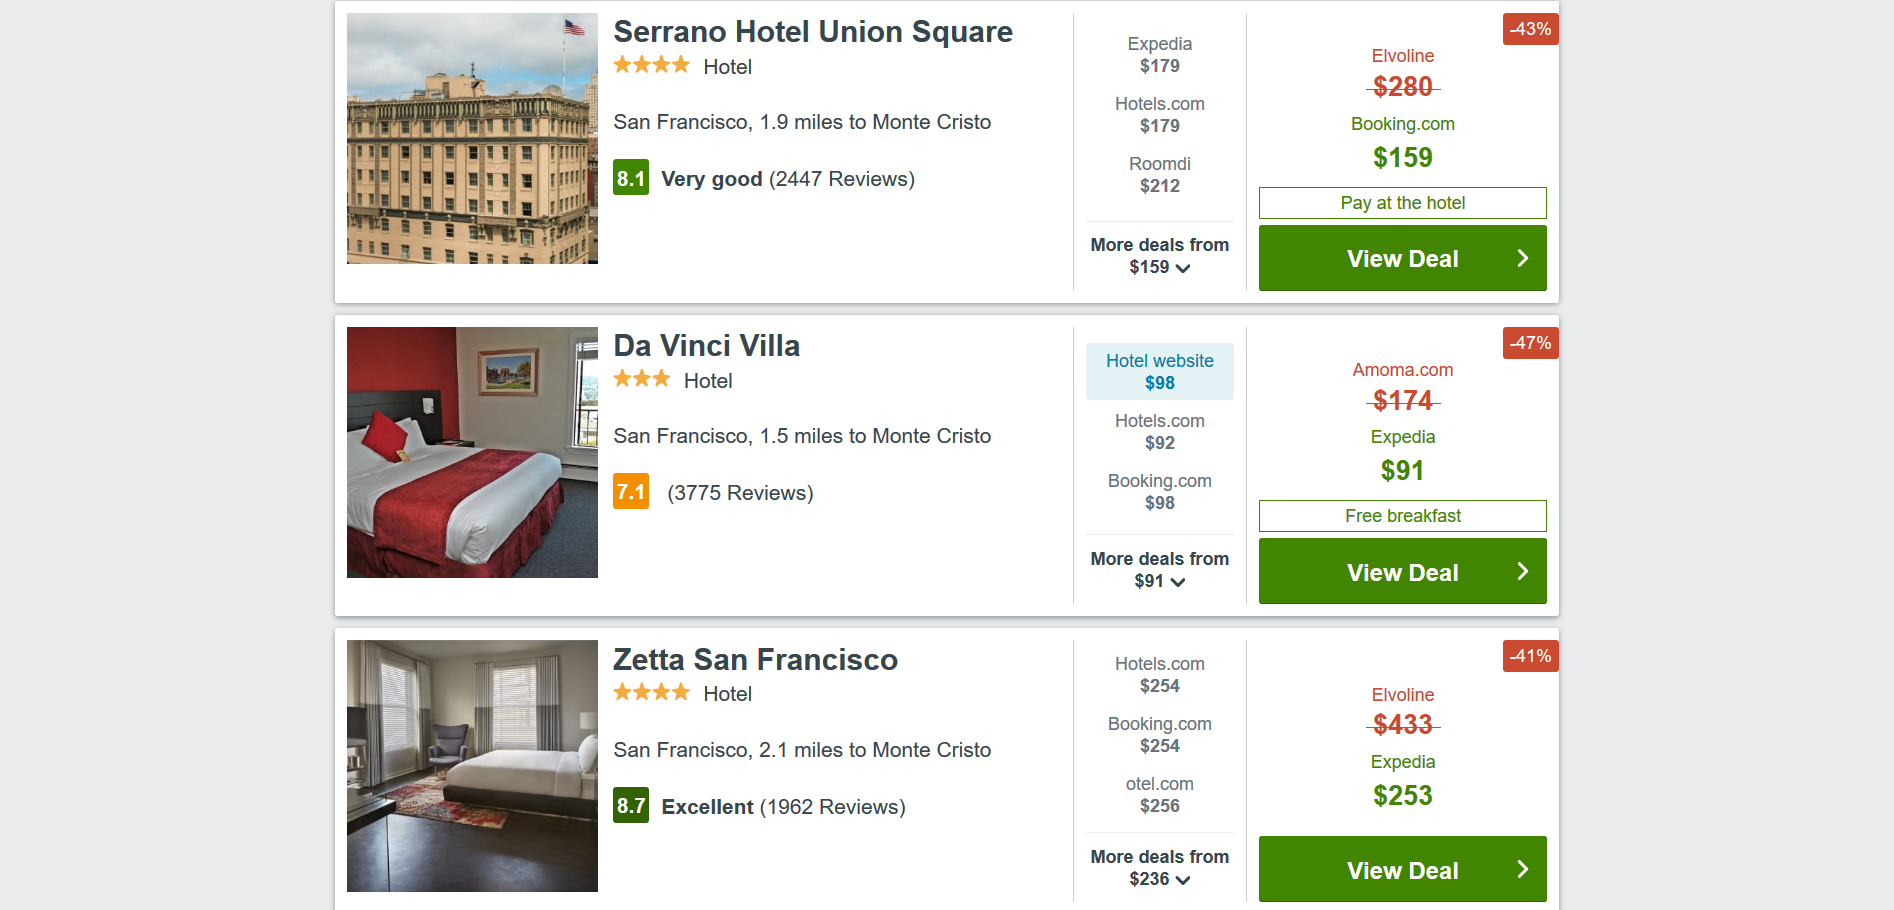 Serrano Hotel Union Square
Hotel
San Francisco, 1.9 miles to Monte Cristo
8.1 Very good (2447 Reviews)
Expedia
$179
Hotels.com
$179
Roomdi
$212
More deals from
$159
-43%
Elvoline
$280
Booking.com
$159
Pay at the hotel
View Deal
Da Vinci Villa
Hotel
San Francisco, 1.5 miles to Monte Cristo
7.1 (3775 Reviews)
Hotel website
$98
Hotels.com
$92
Booking.com
$98
More deals from
$91
-47%
Amoma.com
$174
Expedia
$91
Free breakfast
View Deal
Zetta San Francisco
Hotel
San Francisco, 2.1 miles to Monte Cristo
8.7 Excellent (1962 Reviews)
Hotels.com
$254
Booking.com
$254
otel.com
$256
More deals from
$236
-41%
Elvoline
$433
Expedia
$253
View Deal